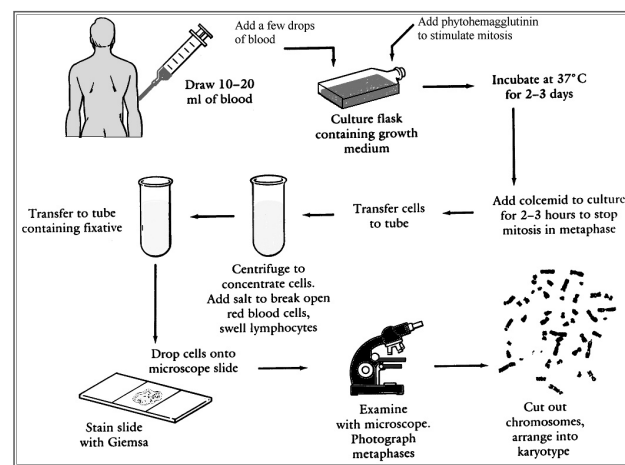 Add a few drops
of blood
Add phytohemagglutinin
to stimulate mitosis
Draw 10–20
ml of blood
Culture flask
containing growth
medium
Incubate at 37°C
for 2–3 days
Add colcemid to culture
for 2–3 hours to stop
mitosis in metaphase
Transfer cells
to tube
Centrifuge to
concentrate cells.
Add salt to break open
red blood cells,
swell lymphocytes
Transfer to tube
containing fixative
Drop cells onto
microscope slide
Stain slide
with Giemsa
Examine
with microscope.
Photograph
metaphases
Cut out
chromosomes,
arrange into
karyotype